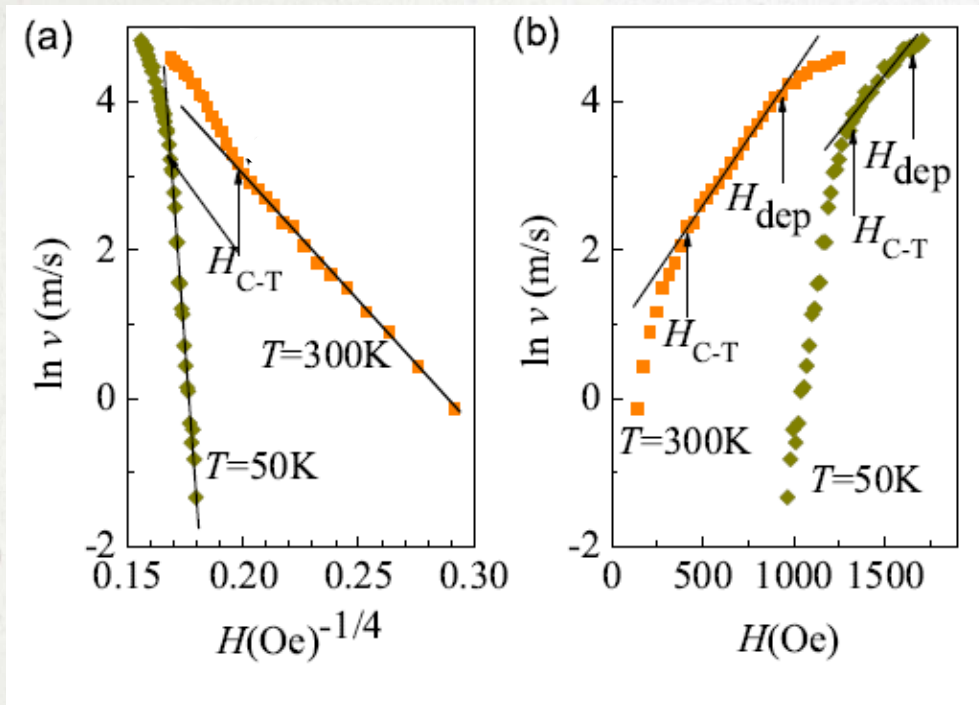 (a)
ln v (m/s)
4
2
0
-2
0.15 0.20 0.25 0.30
H(Oe)-1/4
H C-T
T=300K
T=50K
(b)
ln v (m/s)
4
2
0
-2
0 500 1000 1500
H(Oe)
H dep
H dep
H C-T
H C-T
T=300K
T=50K